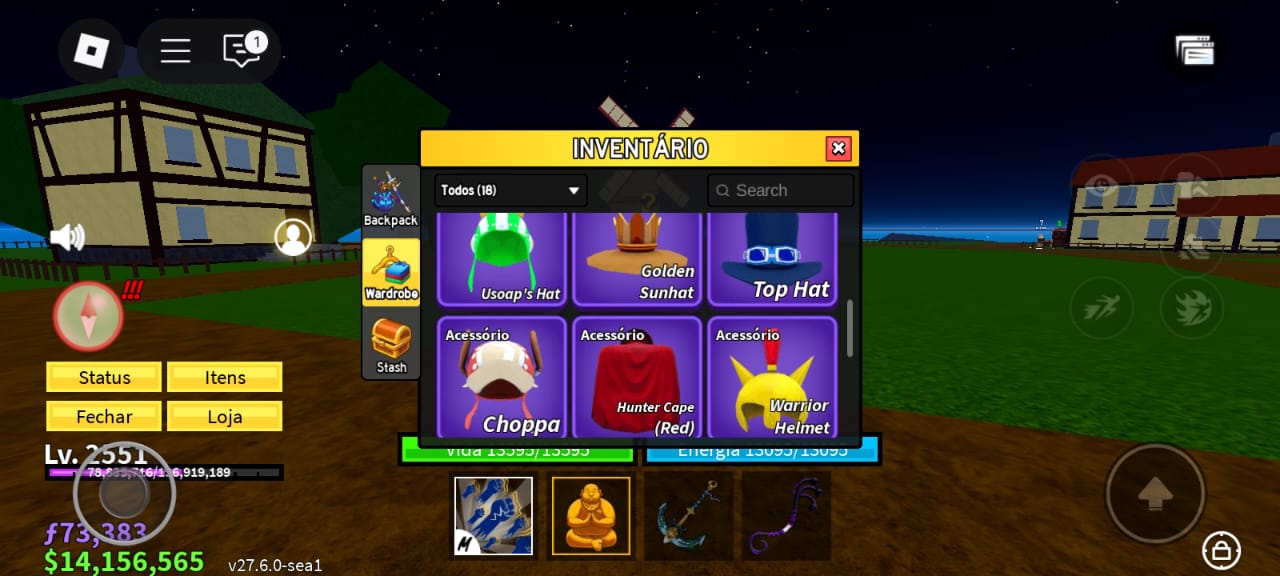 1
INVENTÁRIO
Todos (18)
Search
Backpack
Wardrobe
Stash
Usoap's Hat
Golden
Sunhat
Top Hat
Acessório
Choppa
Acessório
Hunter Cape
(Red)
Acessório
Warrior
Helmet
!!!
Status
Itens
Fechar
Loja
Lv. 2551
Vida 13595/13595
Energia 13095/13095
ƒ73,383
$14,156,565
v27.6.0-sea1
M
?